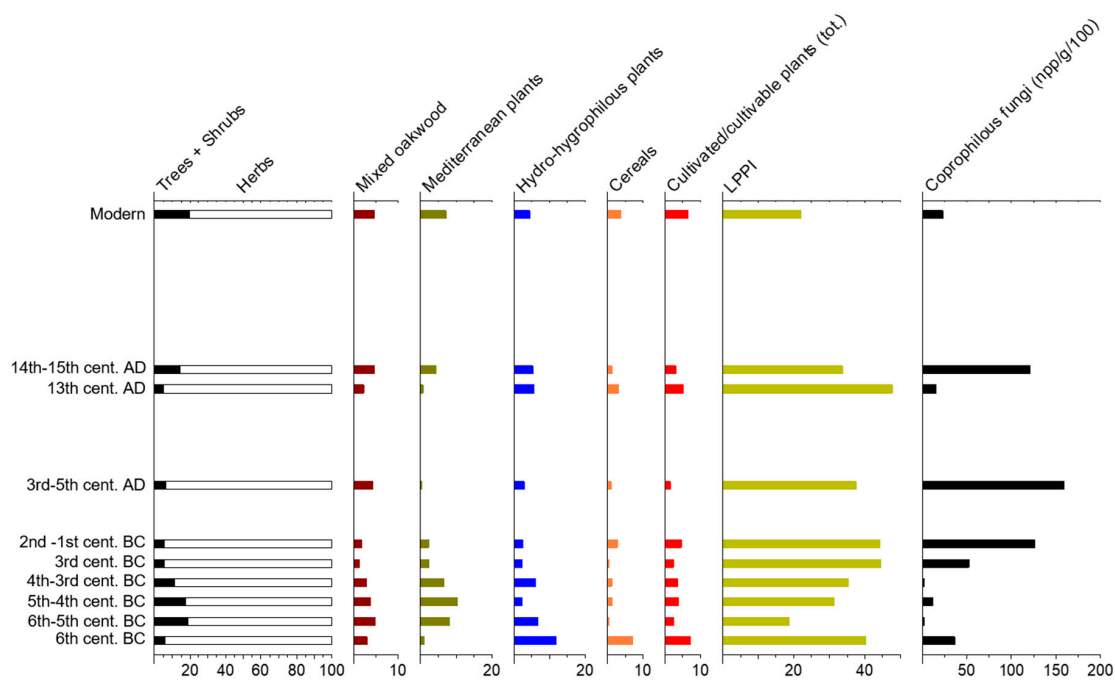 Trees + Shrubs
Herbs
Mixed oakwood
Mediterranean plants
Hydro-hygrophilous plants
Cereals
Cultivated/cultivable plants (tot.)
LPPI
Coprophilous fungi (npp/g/100)
Modern
14th-15th cent. AD
13th cent. AD
3rd-5th cent. AD
2nd -1st cent. BC
3rd cent. BC
4th-3rd cent. BC
5th-4th cent. BC
6th-5th cent. BC
6th cent. BC
20 40 60 80 100 10 20 20 10 10 20 40 50 100 150 200